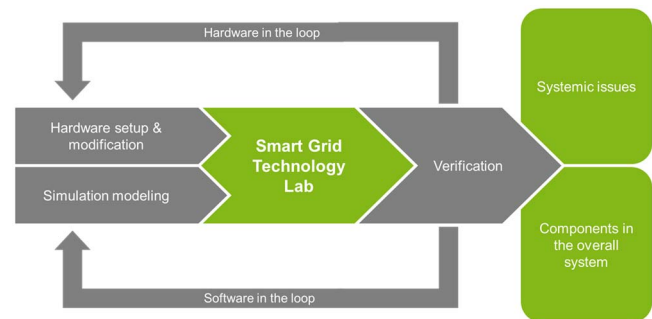 Hardware in the loop
Systemic issues
Hardware setup &
modification
Smart Grid
Technology
Lab
Verification
Simulation modeling
Components in
the overall
system
Software in the loop